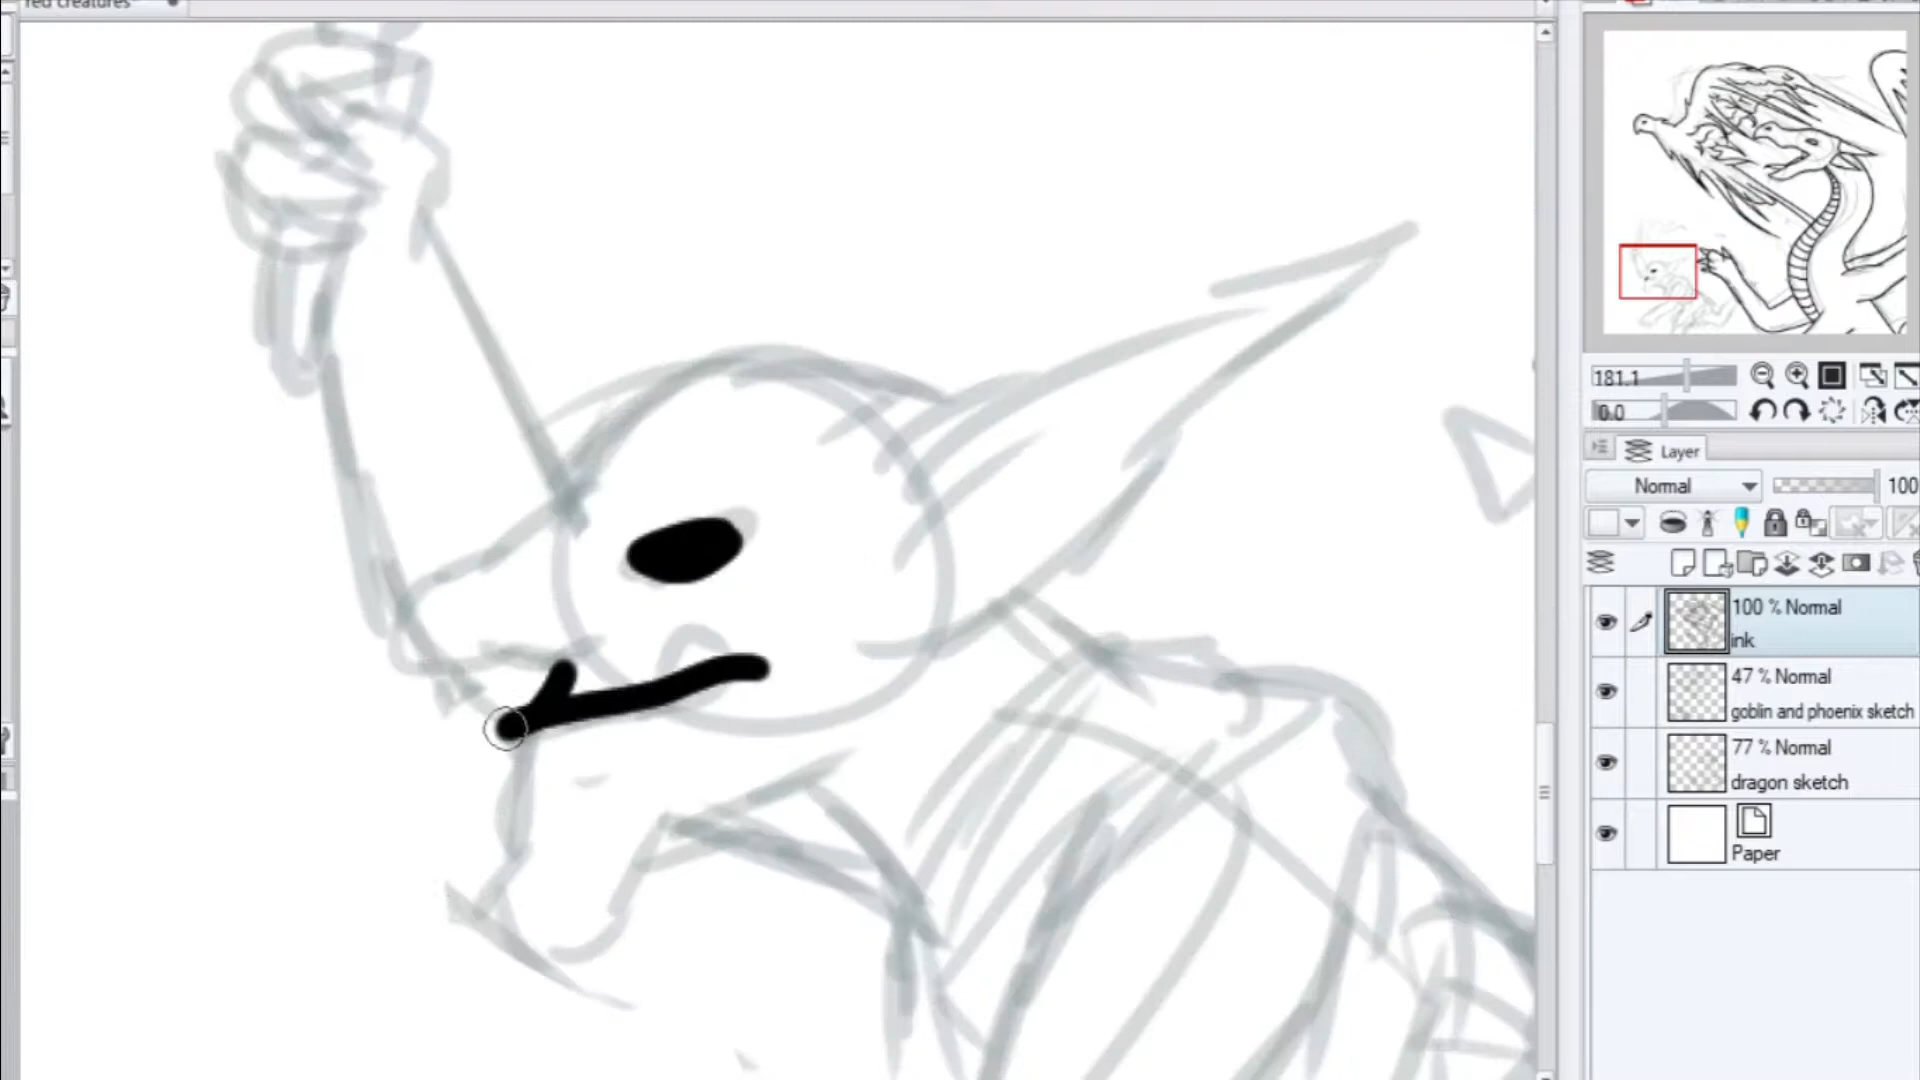 red creatures*
181.1
0.0
Layer
Normal
100
100 % Normal
ink
47 % Normal
goblin and phoenix sketch
77 % Normal
dragon sketch
Paper